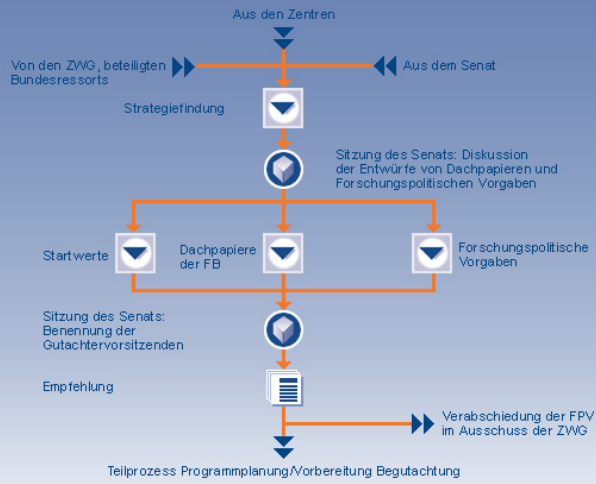 Aus den Zentren
Von den ZWG, beteiligten
Bundesressorts
Aus dem Senat
Strategiefindung
Sitzung des Senats: Diskussion
der Entwürfe von Dachpapieren und
Forschungspolitischen Vorgaben
Startwerte
Dachpapiere
der FB
Forschungspolitische
Vorgaben
Sitzung des Senats:
Benennung der
Gutachtervorsitzenden
Empfehlung
Verabschiedung der FPV
im Ausschuss der ZWG
Teilprozess Programmplanung/Vorbereitung Begutachtung